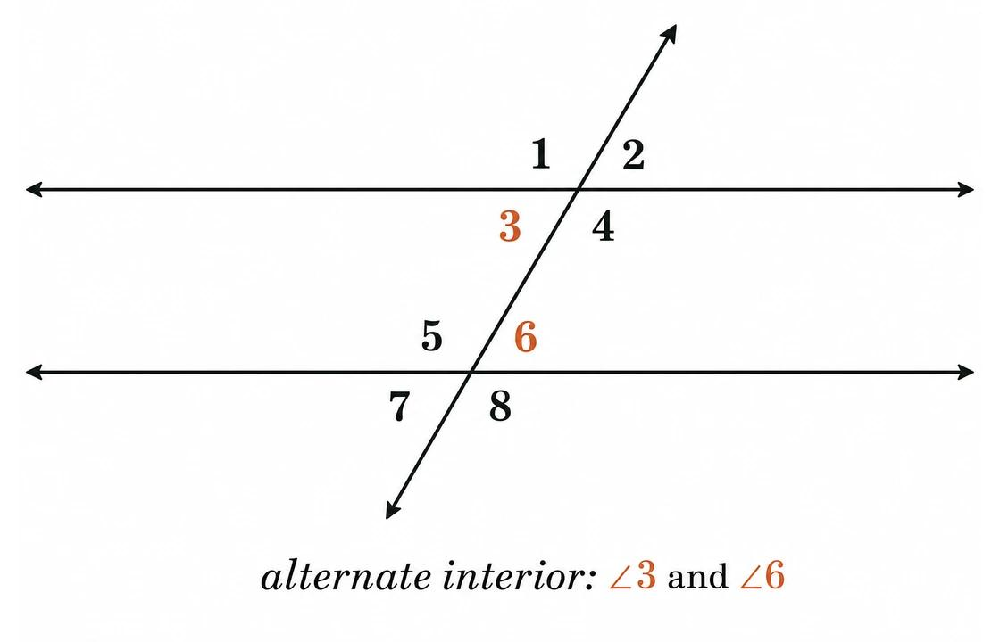 1 2
3 4
5 6
7 8
alternate interior: ∠3 and ∠6